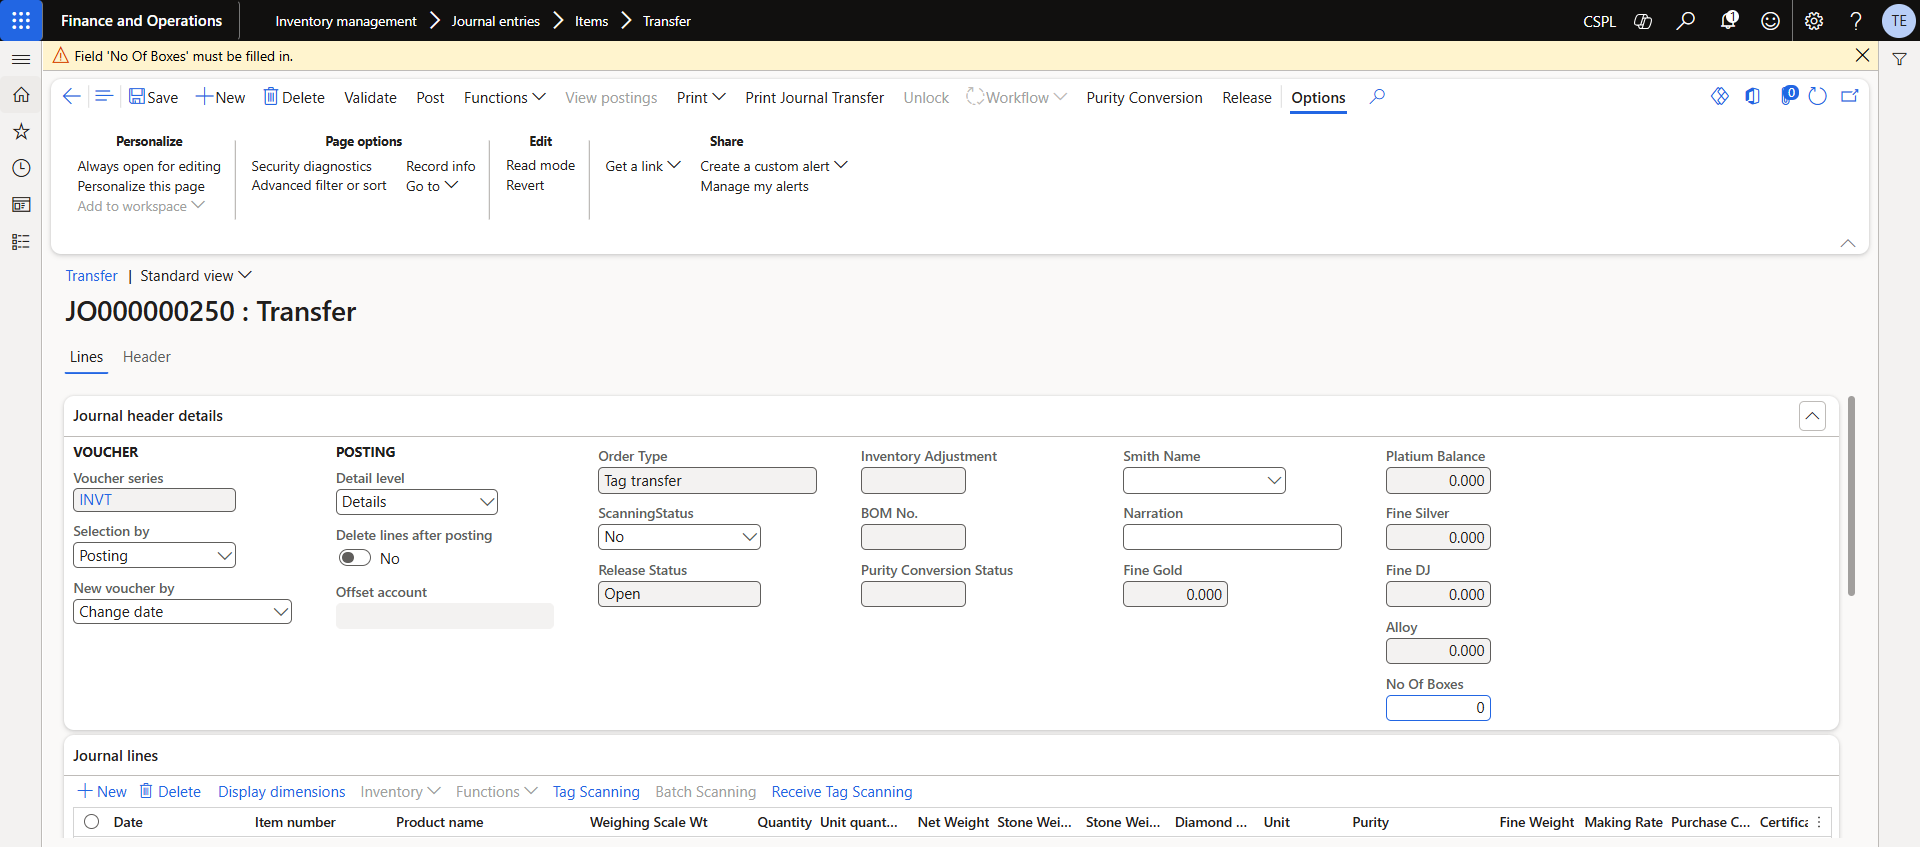 Finance and Operations
Inventory management > Journal entries > Items > Transfer
CSPL
1
TE
Field 'No Of Boxes' must be filled in.
Save New Delete Validate Post Functions View postings Print Print Journal Transfer Unlock Workflow Purity Conversion Release Options
0
Personalize
Always open for editing
Personalize this page
Add to workspace
Page options
Security diagnostics
Advanced filter or sort
Record info
Go to
Edit
Read mode
Revert
Get a link
Share
Create a custom alert
Manage my alerts
Transfer | Standard view
JO000000250 : Transfer
Lines Header
Journal header details
VOUCHER
Voucher series
INVT
Selection by
Posting
New voucher by
Change date
POSTING
Detail level
Details
Delete lines after posting
No
Offset account
Order Type
Tag transfer
ScanningStatus
No
Release Status
Open
Inventory Adjustment
BOM No.
Purity Conversion Status
Smith Name
Narration
Fine Gold
0.000
Platium Balance
0.000
Fine Silver
0.000
Fine DJ
0.000
Alloy
0.000
No Of Boxes
0
Journal lines
New Delete Display dimensions Inventory Functions Tag Scanning Batch Scanning Receive Tag Scanning
Date Item number Product name Weighing Scale Wt Quantity Unit quant... Net Weight Stone Wei... Stone Wei... Diamond ... Unit Purity Fine Weight Making Rate Purchase C... Certifica